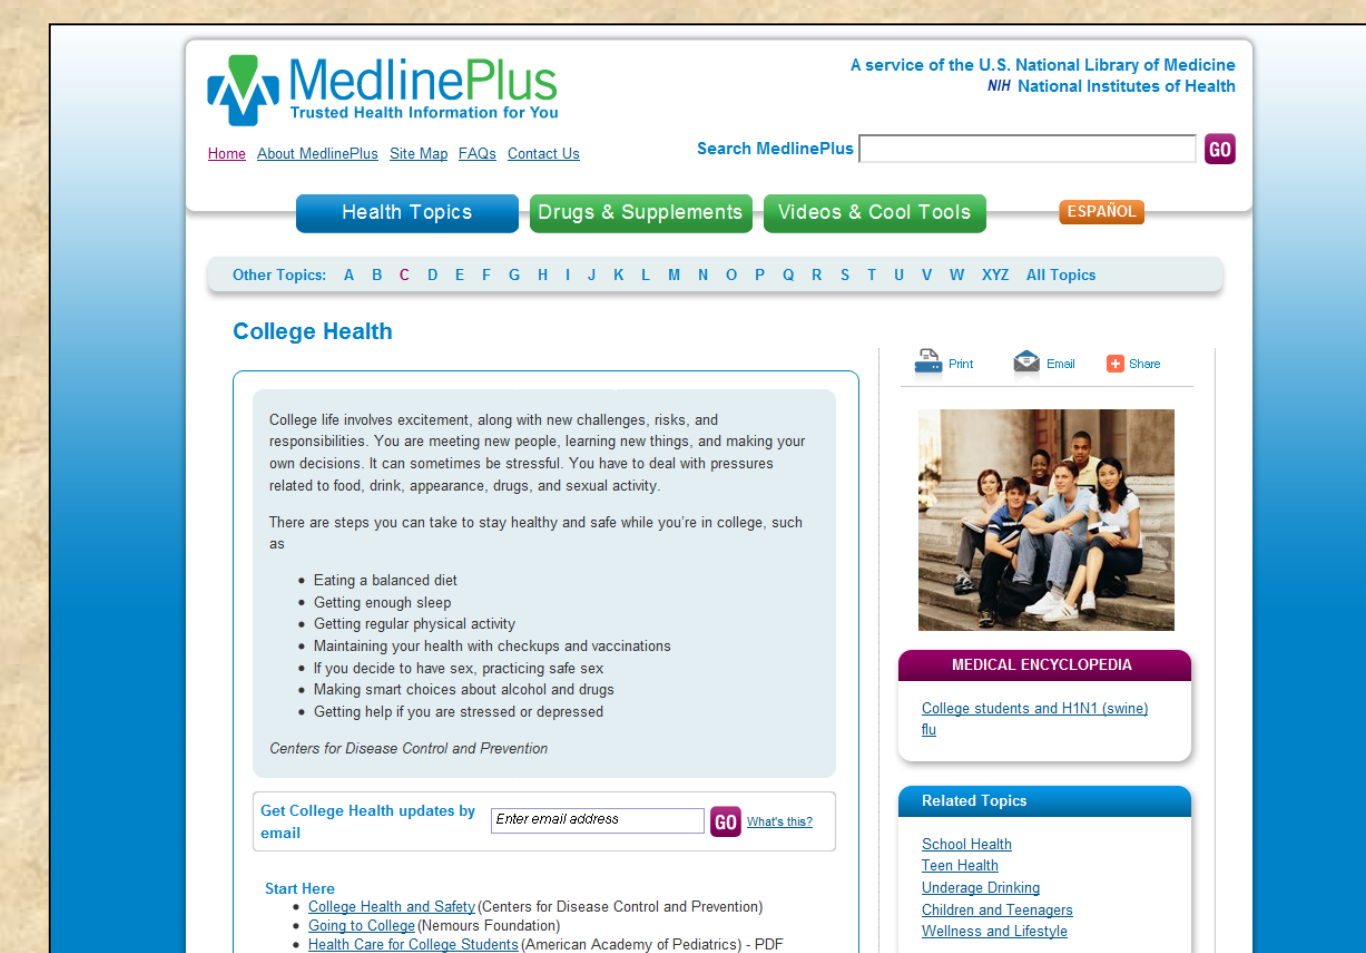 MedlinePlus
Trusted Health Information for You
A service of the U.S. National Library of Medicine
NIH National Institutes of Health
Home About MedlinePlus Site Map FAQs Contact Us
Search MedlinePlus GO
Health Topics Drugs & Supplements Videos & Cool Tools ESPAÑOL
Other Topics: A B C D E F G H I J K L M N O P Q R S T U V W XYZ All Topics
College Health
College life involves excitement, along with new challenges, risks, and
responsibilities. You are meeting new people, learning new things, and making your
own decisions. It can sometimes be stressful. You have to deal with pressures
related to food, drink, appearance, drugs, and sexual activity.
There are steps you can take to stay healthy and safe while you're in college, such
as
• Eating a balanced diet
• Getting enough sleep
• Getting regular physical activity
• Maintaining your health with checkups and vaccinations
• If you decide to have sex, practicing safe sex
• Making smart choices about alcohol and drugs
• Getting help if you are stressed or depressed
Centers for Disease Control and Prevention
Get College Health updates by
email
Enter email address GO What's this?
Start Here
• College Health and Safety (Centers for Disease Control and Prevention)
• Going to College (Nemours Foundation)
• Health Care for College Students (American Academy of Pediatrics) - PDF
Print Email Share
MEDICAL ENCYCLOPEDIA
College students and H1N1 (swine)
flu
Related Topics
School Health
Teen Health
Underage Drinking
Children and Teenagers
Wellness and Lifestyle